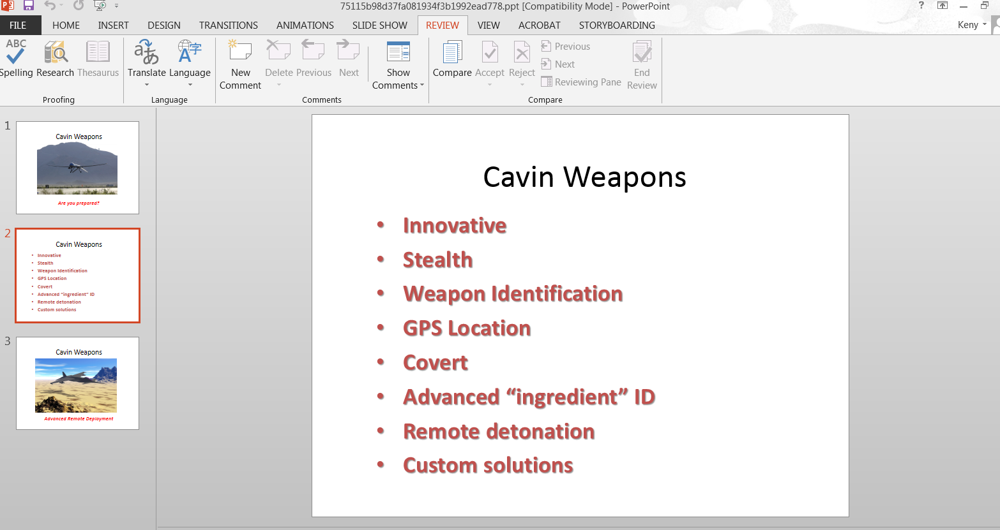 75115b98d37fa081934f3b1992ead778.ppt [Compatibility Mode] - PowerPoint
?
FILE HOME INSERT DESIGN TRANSITIONS ANIMATIONS SLIDE SHOW REVIEW VIEW ACROBAT STORYBOARDING
Keny
ABC
Spelling Research Thesaurus
Proofing
Translate Language
Language
New Comment Delete Previous Next Show Comments
Comments
Compare Accept Reject
Previous
Next
Reviewing Pane
End Review
Compare
1
Cavin Weapons
Are you prepared?
2
Cavin Weapons
• Innovative
• Stealth
• Weapon Identification
• GPS Location
• Covert
• Advanced “ingredient” ID
• Remote detonation
• Custom solutions
3
Cavin Weapons
Advanced Remote Deployment
Cavin Weapons
• Innovative
• Stealth
• Weapon Identification
• GPS Location
• Covert
• Advanced “ingredient” ID
• Remote detonation
• Custom solutions